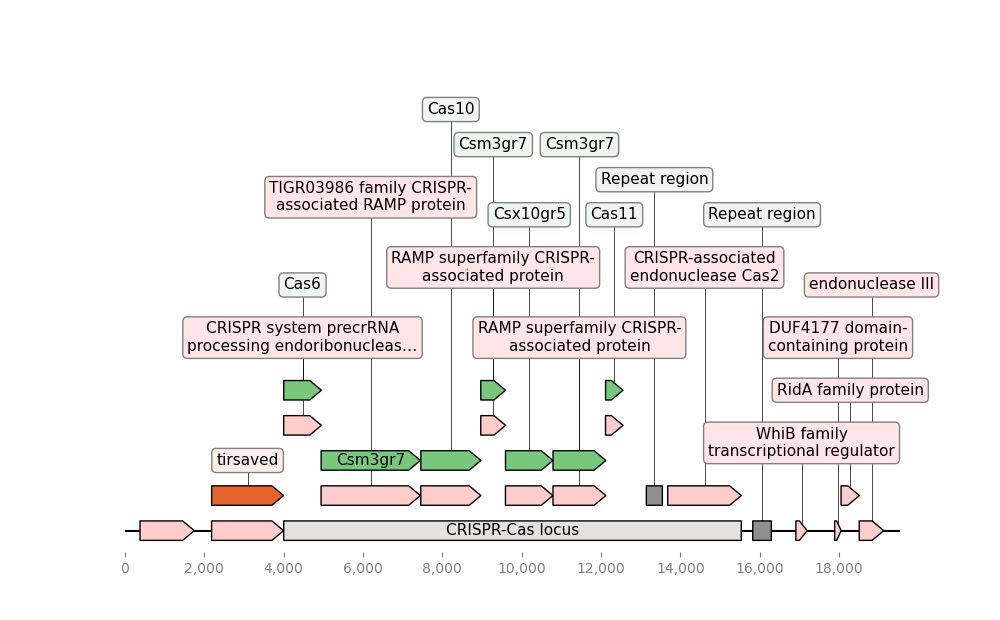 Cas10
Csm3gr7
Csm3gr7
Repeat region
TIGR03986 family CRISPR-
associated RAMP protein
Csx10gr5
Cas11
Repeat region
RAMP superfamily CRISPR-
associated protein
CRISPR-associated
endonuclease Cas2
Cas6
endonuclease III
CRISPR system precrRNA
processing endoribonucleas…
RAMP superfamily CRISPR-
associated protein
DUF4177 domain-
containing protein
RidA family protein
WhiB family
transcriptional regulator
tirsaved
Csm3gr7
CRISPR-Cas locus
0 2,000 4,000 6,000 8,000 10,000 12,000 14,000 16,000 18,000